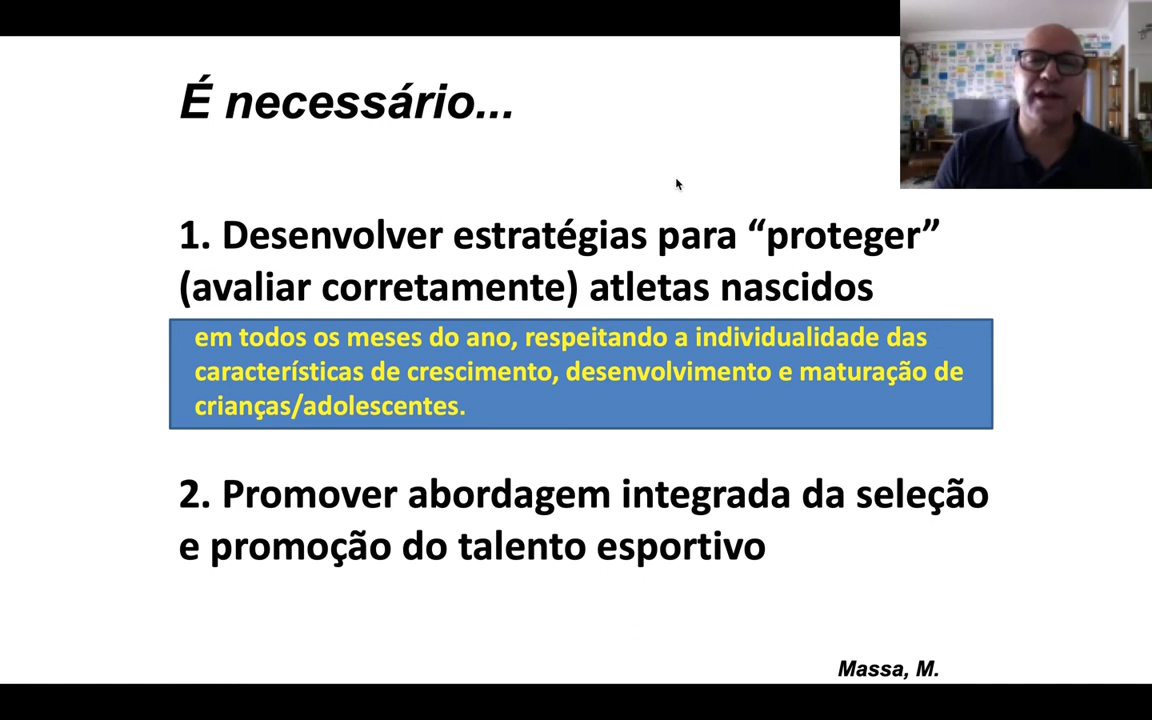 É necessário...
1. Desenvolver estratégias para “proteger”
(avaliar corretamente) atletas nascidos
em todos os meses do ano, respeitando a individualidade das
características de crescimento, desenvolvimento e maturação de
crianças/adolescentes.
2. Promover abordagem integrada da seleção
e promoção do talento esportivo
Massa, M.